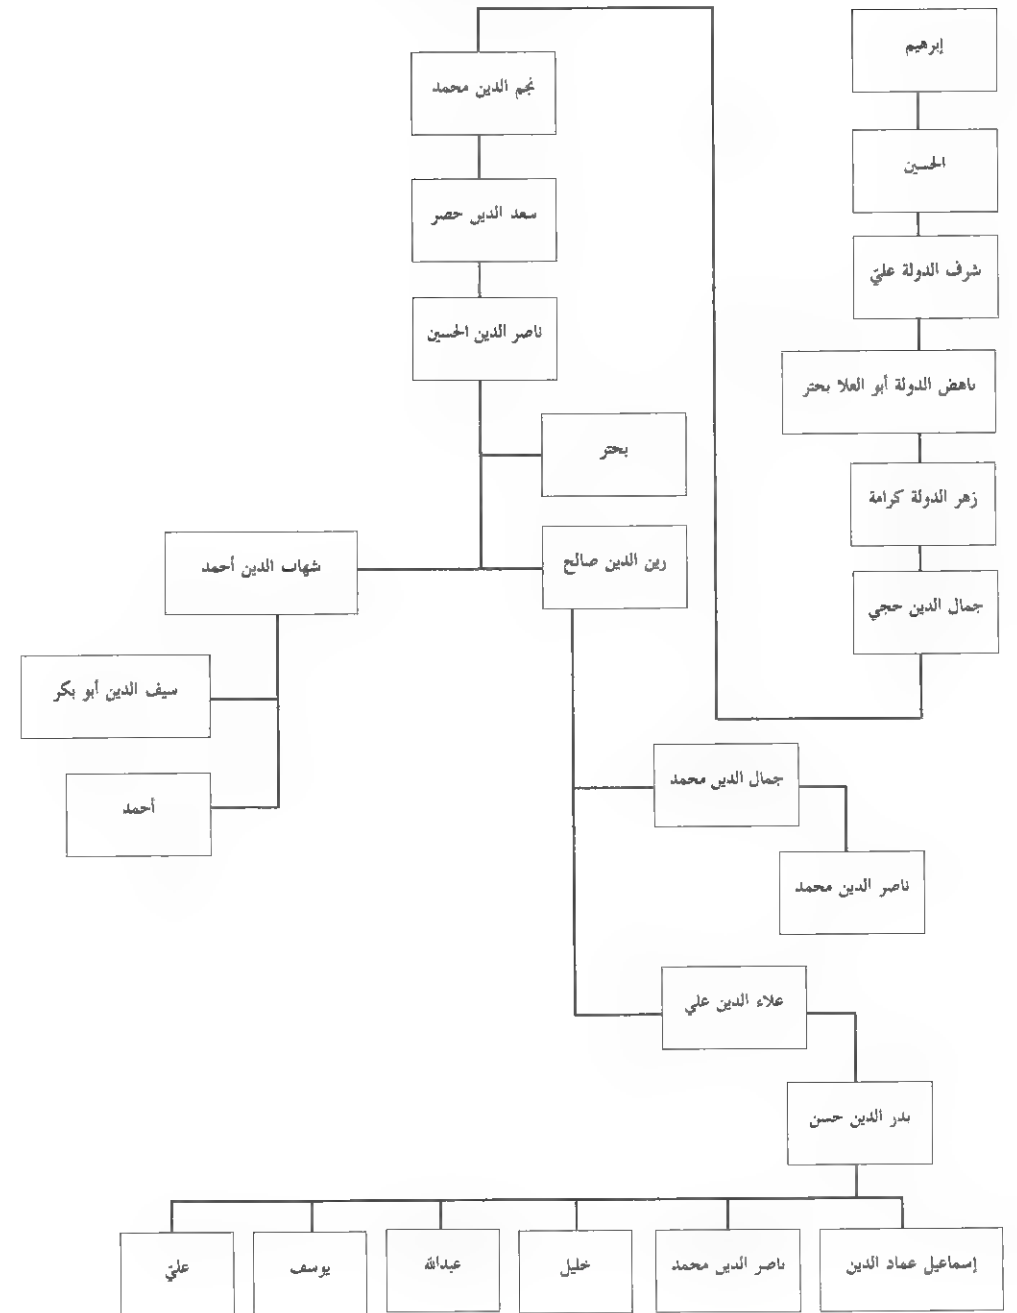 إبرهيم
الحسين
شرف الدولة عليّ
ناهض الدولة أبو العلا بحتر
زهر الدولة كرامة
جمال الدين حجي
نجم الدين محمد
سعد الدين حصر
ناصر الدين الحسين
بحتر
رين الدين صالح
شهاب الدين أحمد
سيف الدين أبو بكر
أحمد
جمال الدين محمد
ناصر الدين محمد
علاء الدين علي
بدر الدين حسن
إسماعيل عماد الدين
ناصر الدين محمد
خليل
عبدالله
يوسف
عليّ